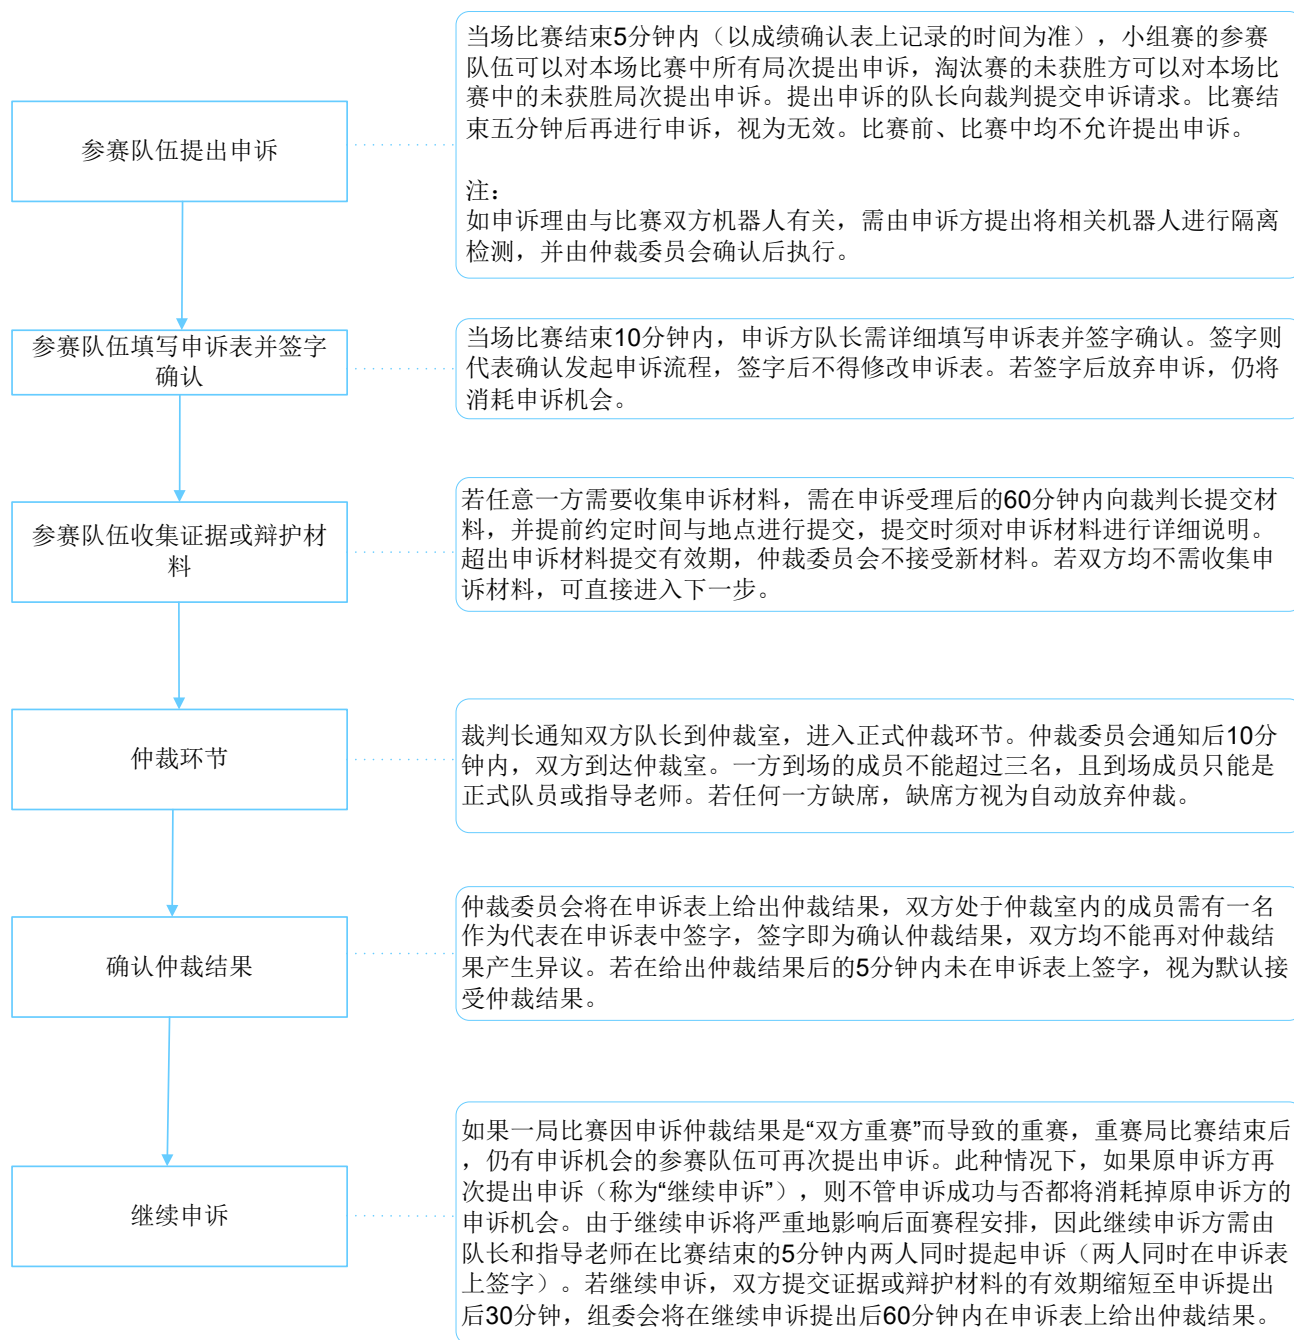 参赛队伍提出申诉
当场比赛结束5分钟内（以成绩确认表上记录的时间为准），小组赛的参赛
队伍可以对本场比赛中所有局次提出申诉，淘汰赛的未获胜方可以对本场比
赛中的未获胜局次提出申诉。提出申诉的队长向裁判提交申诉请求。比赛结
束五分钟后再进行申诉，视为无效。比赛前、比赛中均不允许提出申诉。
注：
如申诉理由与比赛双方机器人有关，需由申诉方提出将相关机器人进行隔离
检测，并由仲裁委员会确认后执行。
参赛队伍填写申诉表并签字
确认
当场比赛结束10分钟内，申诉方队长需详细填写申诉表并签字确认。签字则
代表确认发起申诉流程，签字后不得修改申诉表。若签字后放弃申诉，仍将
消耗申诉机会。
参赛队伍收集证据或辩护材
料
若任意一方需要收集申诉材料，需在申诉受理后的60分钟内向裁判长提交材
料，并提前约定时间与地点进行提交，提交时须对申诉材料进行详细说明。
超出申诉材料提交有效期，仲裁委员会不接受新材料。若双方均不需收集申
诉材料，可直接进入下一步。
仲裁环节
裁判长通知双方队长到仲裁室，进入正式仲裁环节。仲裁委员会通知后10分
钟内，双方到达仲裁室。一方到场的成员不能超过三名，且到场成员只能是
正式队员或指导老师。若任何一方缺席，缺席方视为自动放弃仲裁。
确认仲裁结果
仲裁委员会将在申诉表上给出仲裁结果，双方处于仲裁室内的成员需有一名
作为代表在申诉表中签字，签字即为确认仲裁结果，双方均不能再对仲裁结
果产生异议。若在给出仲裁结果后的5分钟内未在申诉表上签字，视为默认接
受仲裁结果。
继续申诉
如果一局比赛因申诉仲裁结果是“双方重赛”而导致的重赛，重赛局比赛结束后
，仍有申诉机会的参赛队伍可再次提出申诉。此种情况下，如果原申诉方再
次提出申诉（称为“继续申诉”），则不管申诉成功与否都将消耗掉原申诉方的
申诉机会。由于继续申诉将严重地影响后面赛程安排，因此继续申诉方需由
队长和指导老师在比赛结束的5分钟内两人同时提起申诉（两人同时在申诉表
上签字）。若继续申诉，双方提交证据或辩护材料的有效期缩短至申诉提出
后30分钟，组委会将在继续申诉提出后60分钟内在申诉表上给出仲裁结果。